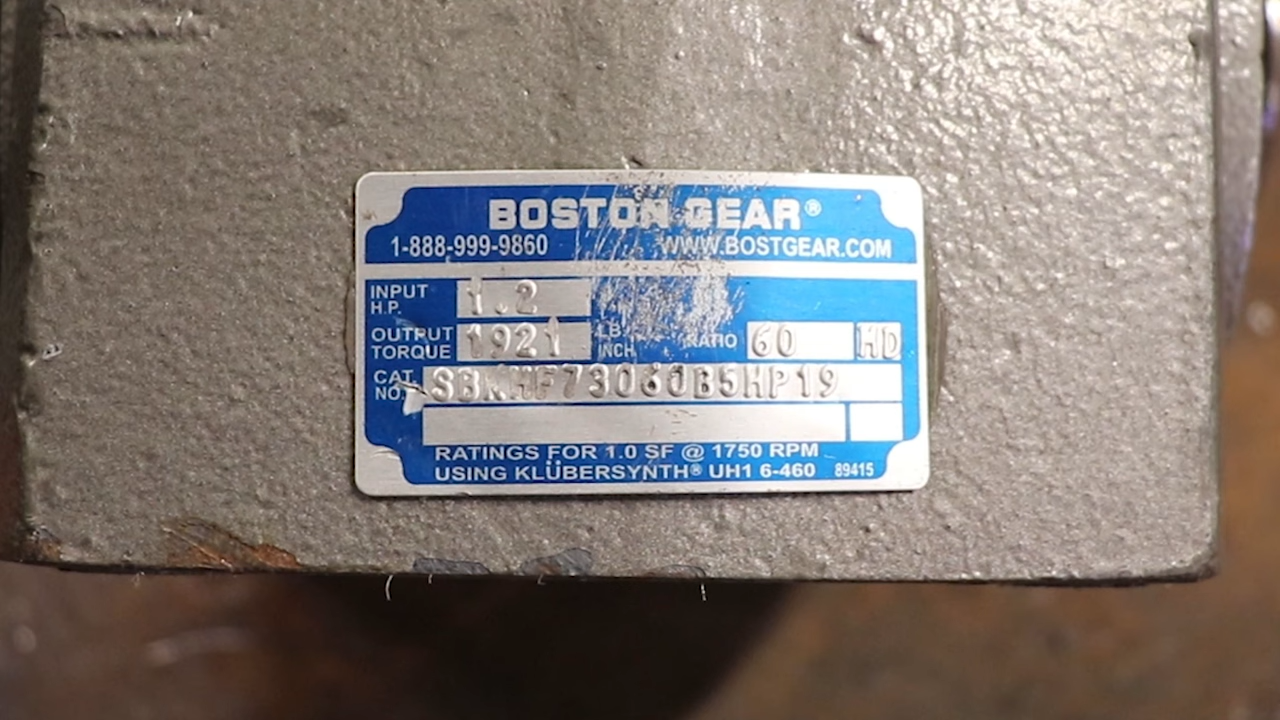 BOSTON GEAR®
1-888-999-9860 WWW.BOSTGEAR.COM
INPUT H.P. 1.2
OUTPUT TORQUE 1921 LB. INCH RATIO 60 HD
CAT. NO. SBKHF73060B5HP19
RATINGS FOR 1.0 SF @ 1750 RPM
USING KLÜBERSYNTH® UH1 6-460 89415